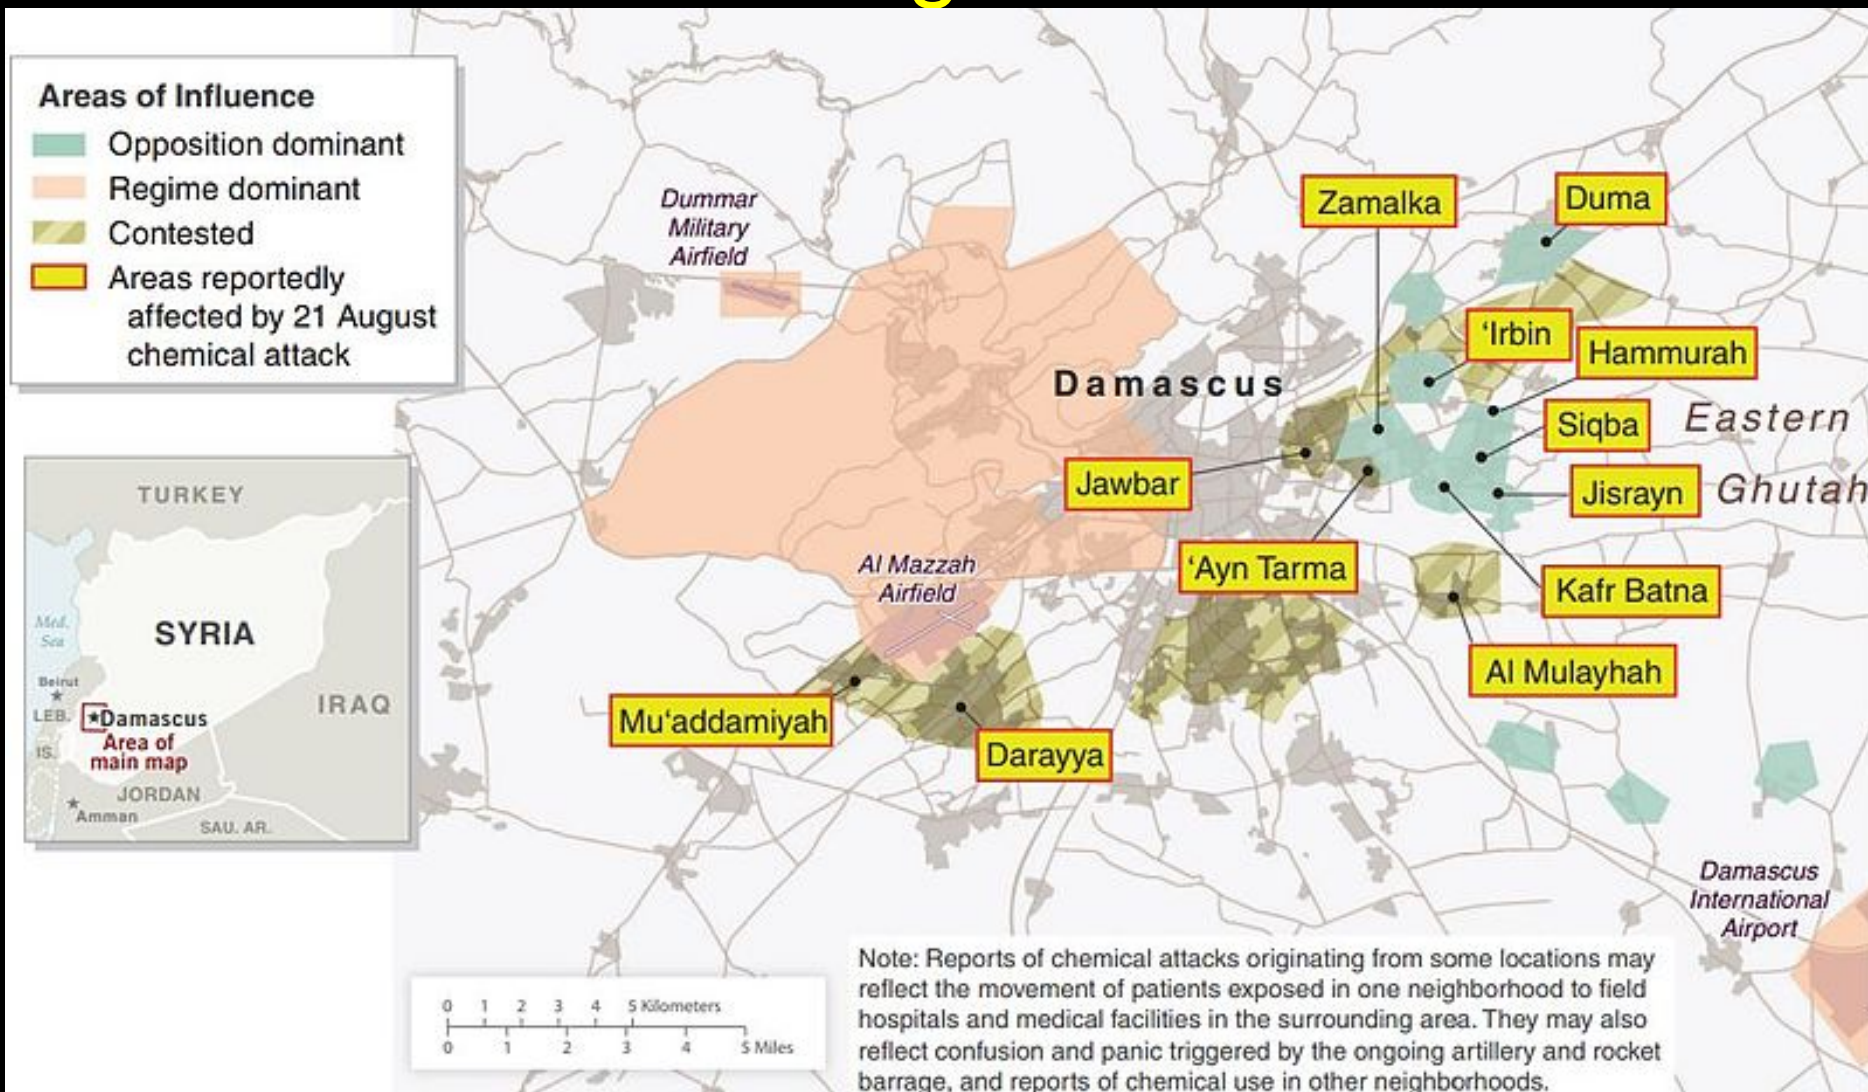 Areas of Influence
Opposition dominant
Regime dominant
Contested
Areas reportedly
affected by 21 August
chemical attack
TURKEY
Med.
Sea
SYRIA
Beirut
LEB.
Damascus
IRAQ
Area of
main map
IS.
JORDAN
Amman
SAU. AR.
Dummar
Military
Airfield
Zamalka
Duma
‘Irbin
Hammurah
Damascus
Siqba
Eastern
Jawbar
Jisrayn
Ghutah
‘Ayn Tarma
Al Mazzah
Airfield
Kafr Batna
Al Mulayhah
Mu‘addamiyah
Darayya
Damascus
International
Airport
0 1 2 3 4 5 Kilometers
0 1 2 3 4 5 Miles
Note: Reports of chemical attacks originating from some locations may
reflect the movement of patients exposed in one neighborhood to field
hospitals and medical facilities in the surrounding area. They may also
reflect confusion and panic triggered by the ongoing artillery and rocket
barrage, and reports of chemical use in other neighborhoods.